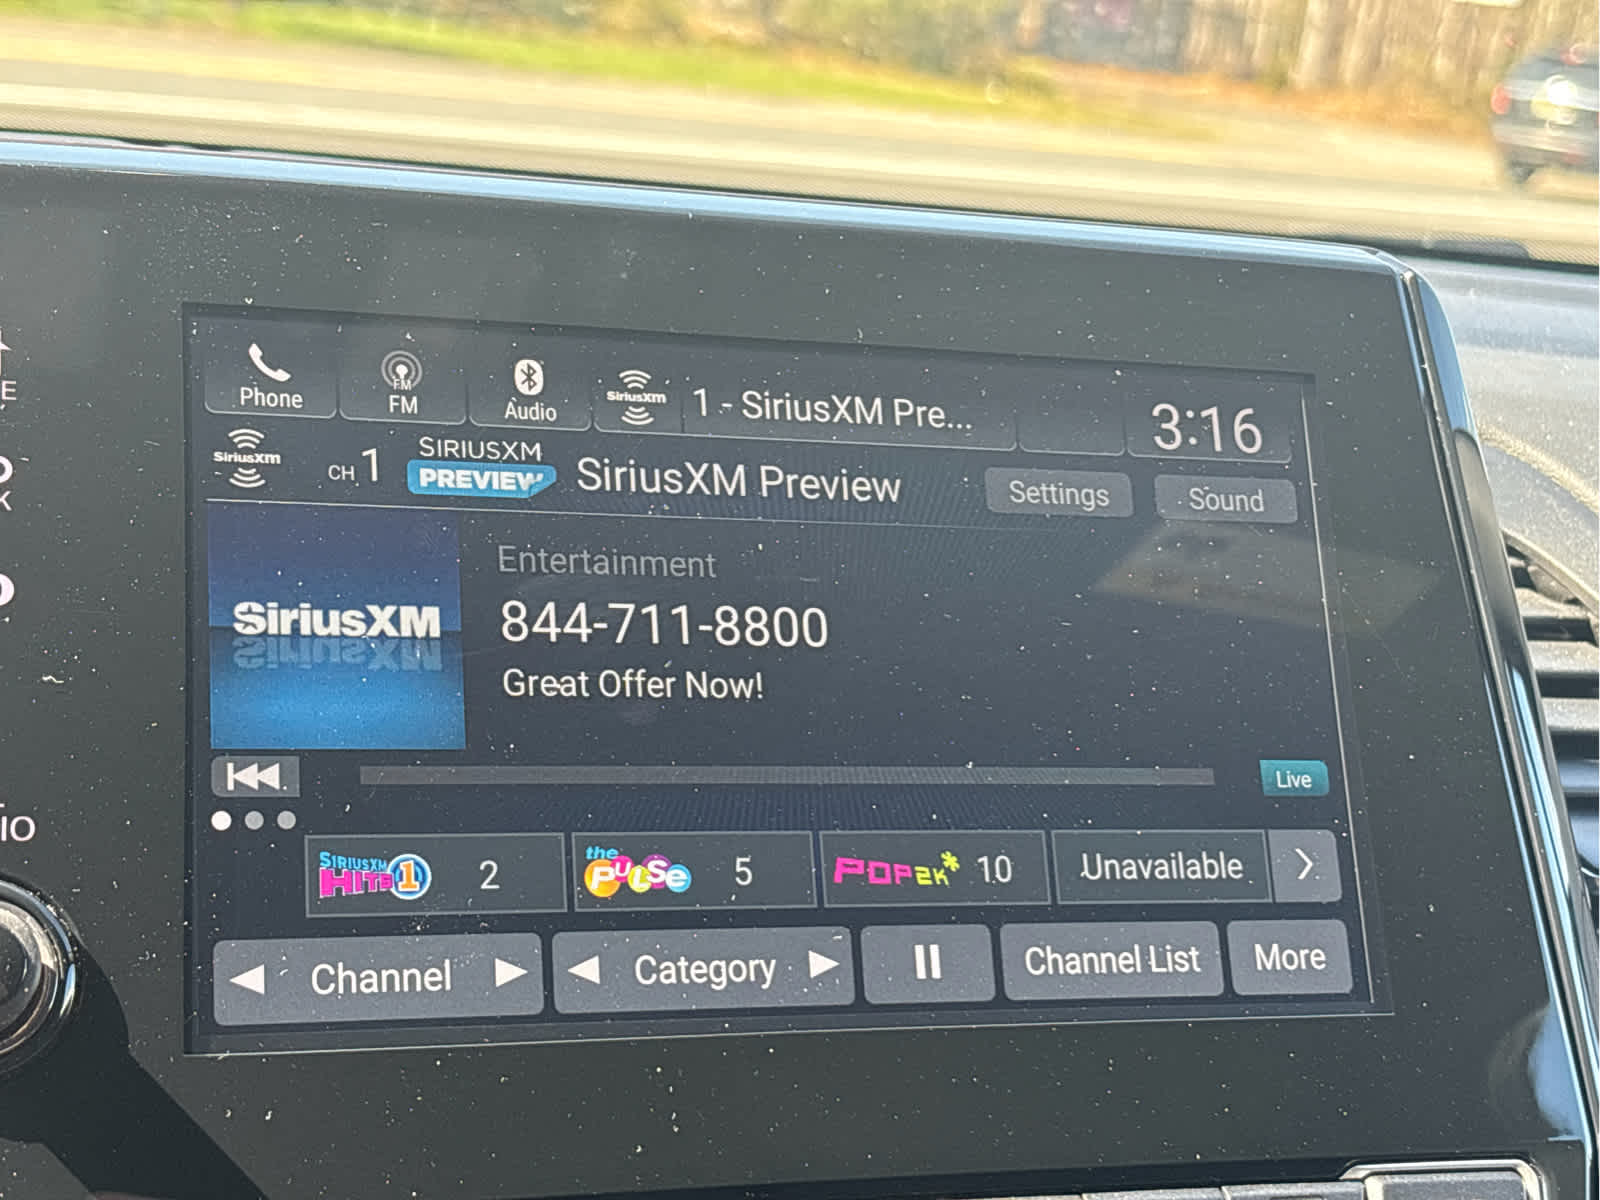 Phone
FM
FM
Audio
SiriusXM
1 - SiriusXM Pre...
3:16
SiriusXM
CH 1
SIRIUSXM
PREVIEW
SiriusXM Preview
Settings
Sound
SiriusXM
Entertainment
844-711-8800
Great Offer Now!
Live
SIRIUSXM
HITS 1
2
the
PULSE
5
POP2K
10
Unavailable
Channel
Category
Channel List
More